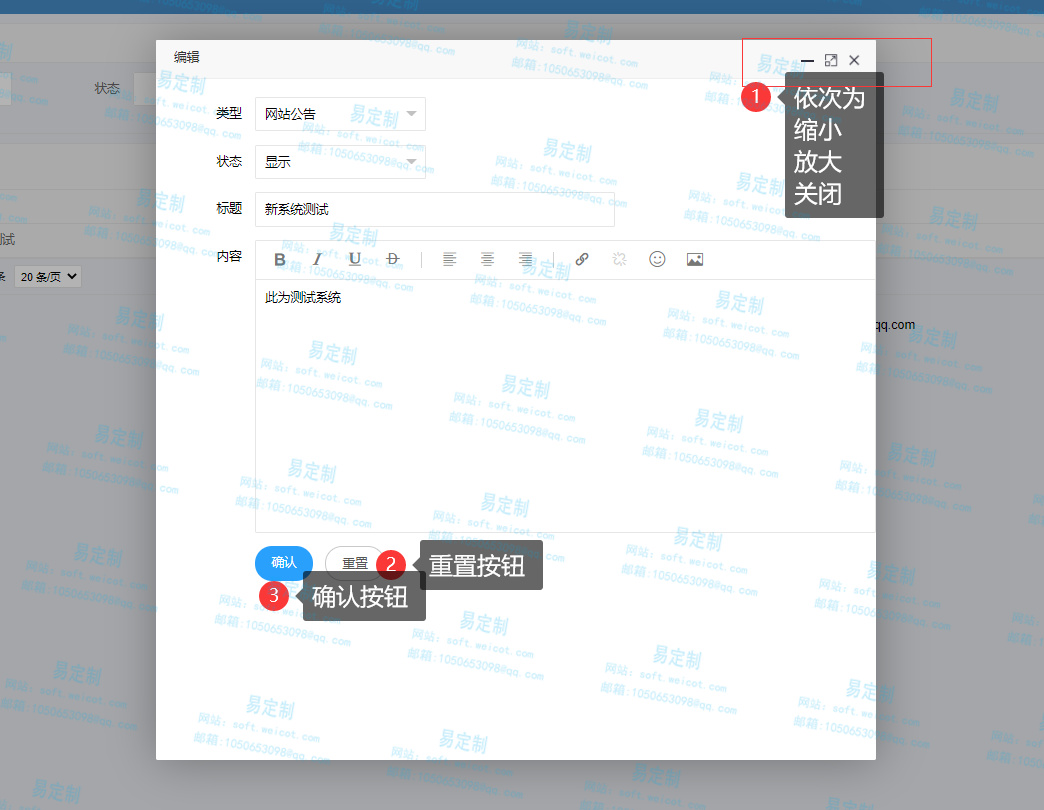 编辑
状态
1
依次为
缩小
放大
关闭
类型
网站公告
状态
显示
标题
新系统测试
试
内容
B I U D
条
20 条/页
此为测试系统
qq.com
确认
重置
2
重置按钮
3
确认按钮
易定制
网站: soft.weicot.com
邮箱:1050653098@qq.com